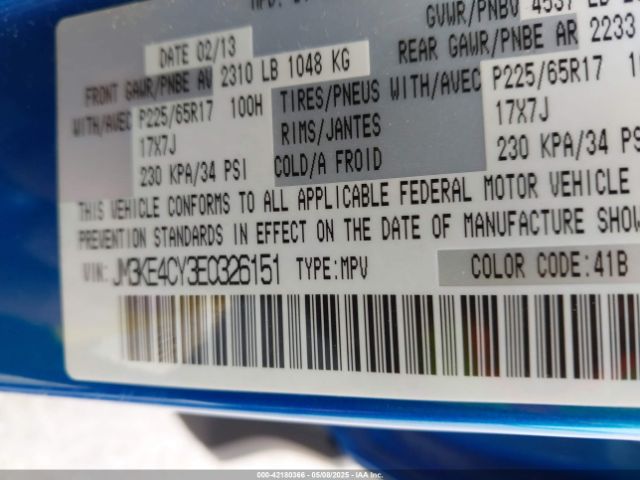 GVWR/PNBV 4537 LB
DATE 02/13
FRONT GAWR/PNBE AV 2310 LB 1048 KG
REAR GAWR/PNBE AR 2233
WITH/AVEC P225/65R17 100H TIRES/PNEUS WITH/AVEC P225/65R17
17X7J RIMS/JANTES 17X7J
230 KPA/34 PSI COLD/A FROID 230 KPA/34 PSI
THIS VEHICLE CONFORMS TO ALL APPLICABLE FEDERAL MOTOR VEHICLE
PREVENTION STANDARDS IN EFFECT ON THE DATE OF MANUFACTURE SHOW
VIN: JM3KE4CY3E0326151 TYPE:MPV COLOR CODE:41B
000-42180366 - 05/08/2025 - IAA Inc.